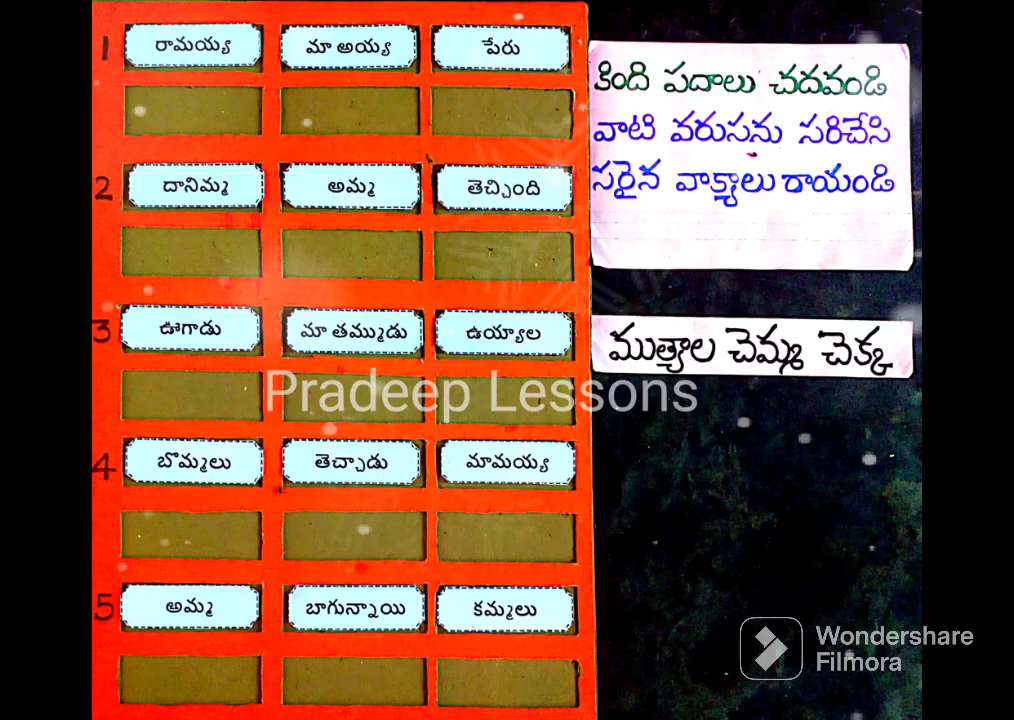 1 రామయ్య మా అయ్య పేరు
2 దానిమ్మ అమ్మ తెచ్చింది
3 ఊగాడు మా తమ్ముడు ఉయ్యాల
4 బొమ్మలు తెచ్చాడు మామయ్య
5 అమ్మ బాగున్నాయి కమ్మలు
కింది పదాలు చదవండి
వాటి వరుసను సరిచేసి
సరైన వాక్యాలు రాయండి
ముత్యాల చెమ్మ చెక్క
Pradeep Lessons
Wondershare
Filmora